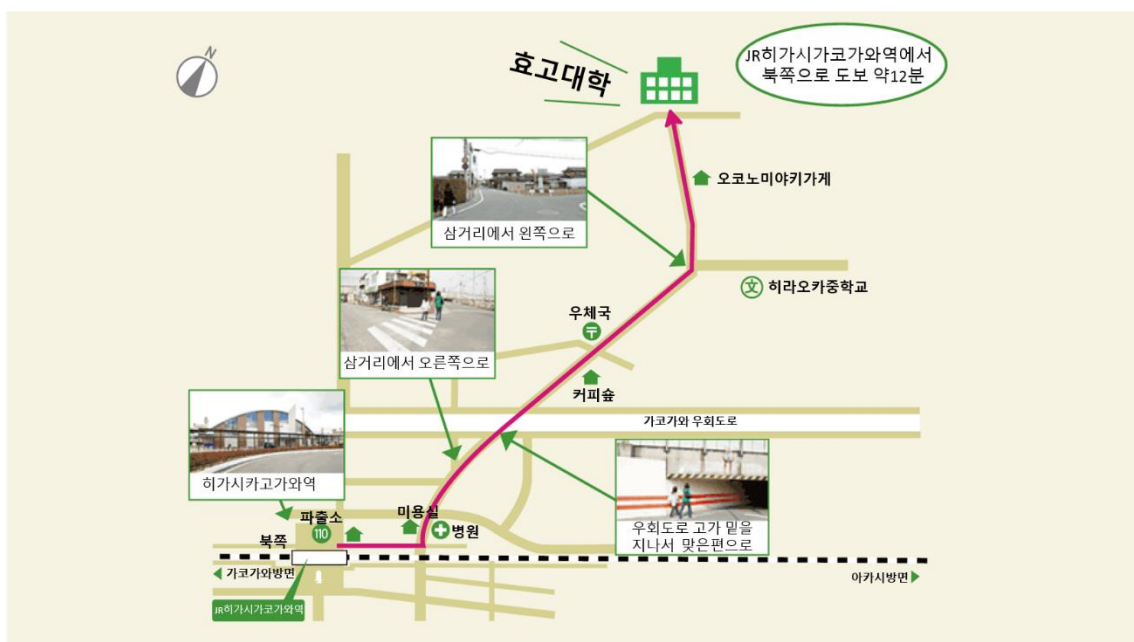 N
효고대학
JR히가시가코가와역에서
북쪽으로 도보 약12분
오코노미야키가게
삼거리에서 왼쪽으로
文 히라오카중학교
우체국
〒
삼거리에서 오른쪽으로
커피숖
가코가와 우회도로
히가시카고가와역
우회도로 고가 밑을
지나서 맞은편으로
파출소
110
미용실
병원
북쪽
가코가와방면
아카시방면
JR히가시가코가와역